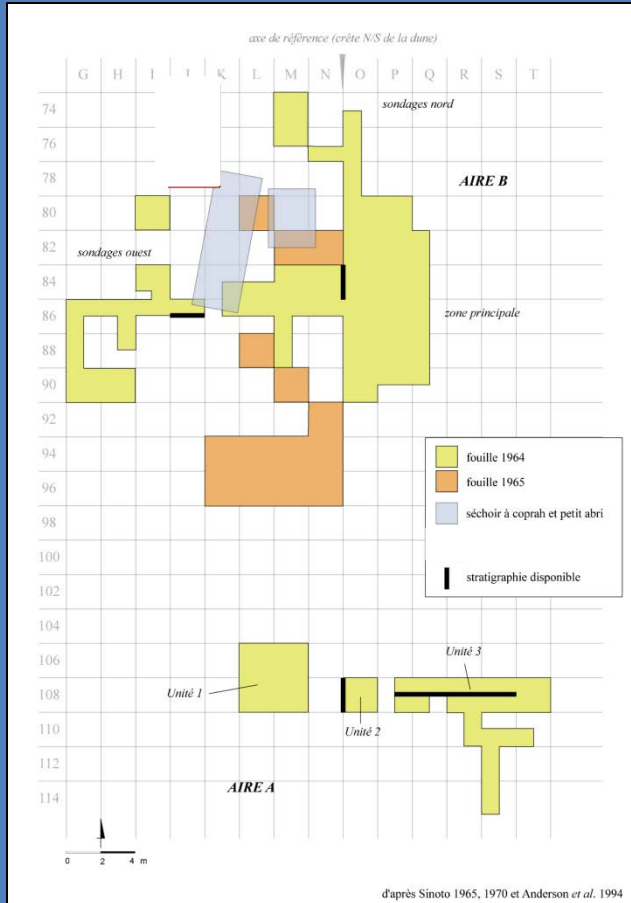 axe de référence (crête N/S de la dune)
G H I J K L M N O P Q R S T
sondages nord
74
76
78
AIRE B
80
82
sondages ouest
84
86
zone principale
88
90
92
94
fouille 1964
96
fouille 1965
98
séchoir à coprah et petit abri
100
102
stratigraphie disponible
104
106
Unité 1
Unité 3
108
Unité 2
110
112
AIRE A
114
0 2 4 m
d'après Sinoto 1965, 1970 et Anderson et al. 1994